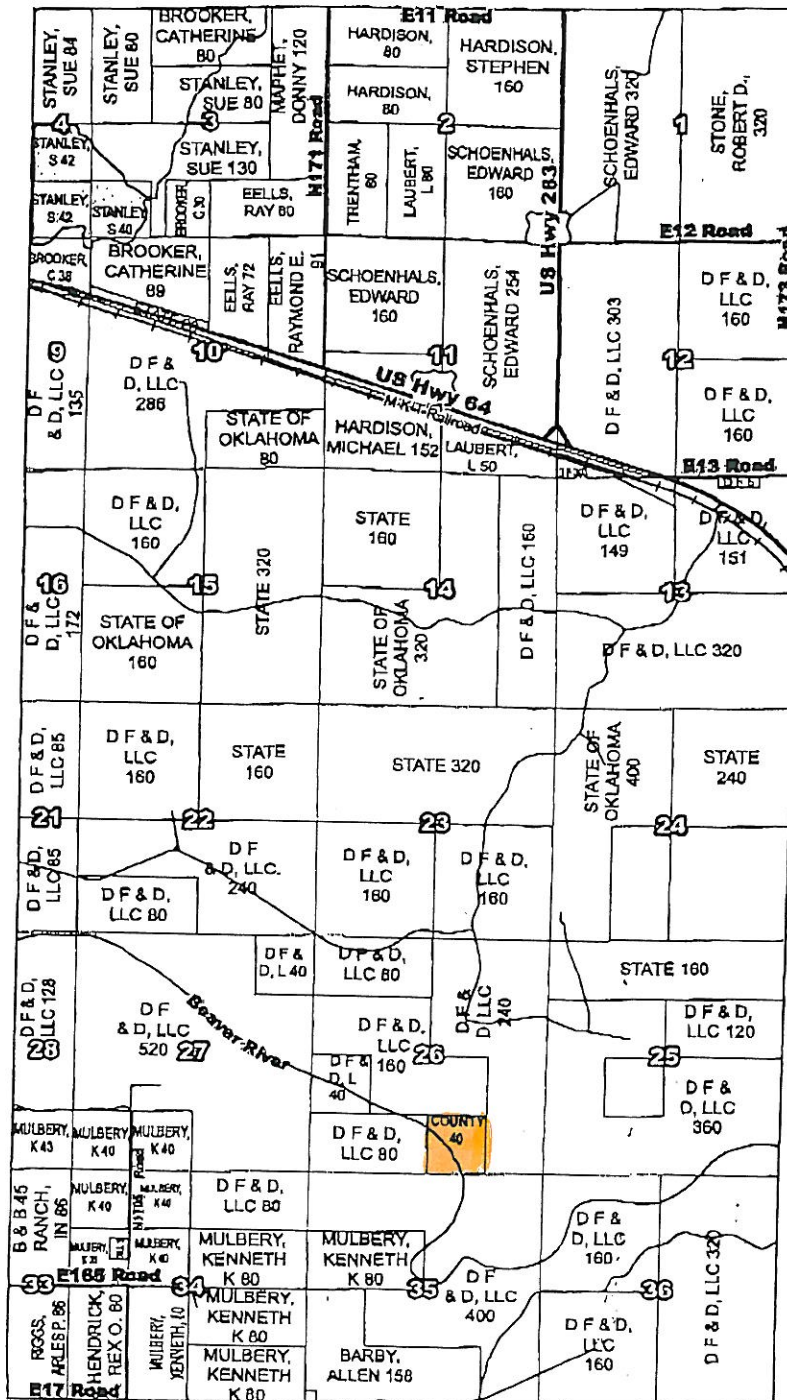 E11 Road
BROOKER,
CATHERINE
80
STANLEY,
SUE 84
STANLEY,
SUE 80
STANLEY,
SUE 80
MAPHET,
DONNY 120
HARDISON,
80
HARDISON,
80
HARDISON,
STEPHEN
160
SCHOENHALS,
EDWARD 320
STONE,
ROBERT D.,
320
4
3
2
1
N171 Road
STANLEY,
S 42
STANLEY,
SUE 130
TRENTHAM,
80
LAUBERT,
L 80
SCHOENHALS,
EDWARD
160
US Hwy 283
STANLEY,
S 42
STANLEY,
S 40
BROOKER,
C 30
EELLS,
RAY 80
E12 Road
N173 Road
BROOKER,
C 38
BROOKER,
CATHERINE
89
EELLS,
RAY 72
EELLS,
RAYMOND E.
91
SCHOENHALS,
EDWARD
160
SCHOENHALS,
EDWARD 254
D F & D,
LLC
160
D F & D, LLC 303
9
10
11
12
D F
& D, LLC
135
D F &
D, LLC
286
US Hwy 64
M-K-T Railroad
D F & D,
LLC
160
STATE OF
OKLAHOMA
80
HARDISON,
MICHAEL 152
LAUBERT,
L 50
E13 Road
D F & D,
LLC
160
STATE
160
D F & D,
LLC
149
D F & D,
LLC
151
16
15
14
13
D F &
D, LLC
172
STATE 320
D F & D, LLC 160
STATE OF
OKLAHOMA
160
STATE OF
OKLAHOMA
320
D F & D, LLC 320
D F & D,
LLC 85
D F & D,
LLC
160
STATE
160
STATE 320
STATE OF
OKLAHOMA
400
STATE
240
21
22
23
24
D F & D,
LLC 85
D F
& D, LLC.
240
D F & D,
LLC
160
D F & D,
LLC
160
D F & D,
LLC 80
D F &
D, L 40
D F & D,
LLC 80
STATE 160
D F & D,
LLC 128
D F
& D, LLC
520
Beaver River
D F & D,
LLC
160
D F &
D, LLC
240
D F & D,
LLC 120
28
27
26
25
D F &
D, L
40
D F &
D, LLC
360
MULBERY,
K 43
MULBERY,
K 40
MULBERY,
K 40
D F & D,
LLC 80
COUNTY
40
B & B 45
RANCH,
IN 86
MULBERY,
K 40
MULBERY,
K 40
D F & D,
LLC 80
D F &
D, LLC
160
D F & D, LLC 320
MULBERY,
K 40
MULBERY,
KENNETH
K 80
MULBERY,
KENNETH
K 80
E165 Road
33
34
35
36
RIGGS,
ARLES P. 86
HENDRICK,
REX O. 80
MULBERY,
KENNETH, 80
MULBERY,
KENNETH
K 80
D F
& D, LLC
400
D F & D,
LLC
160
MULBERY,
KENNETH
K 80
BARBY,
ALLEN 158
E17 Road